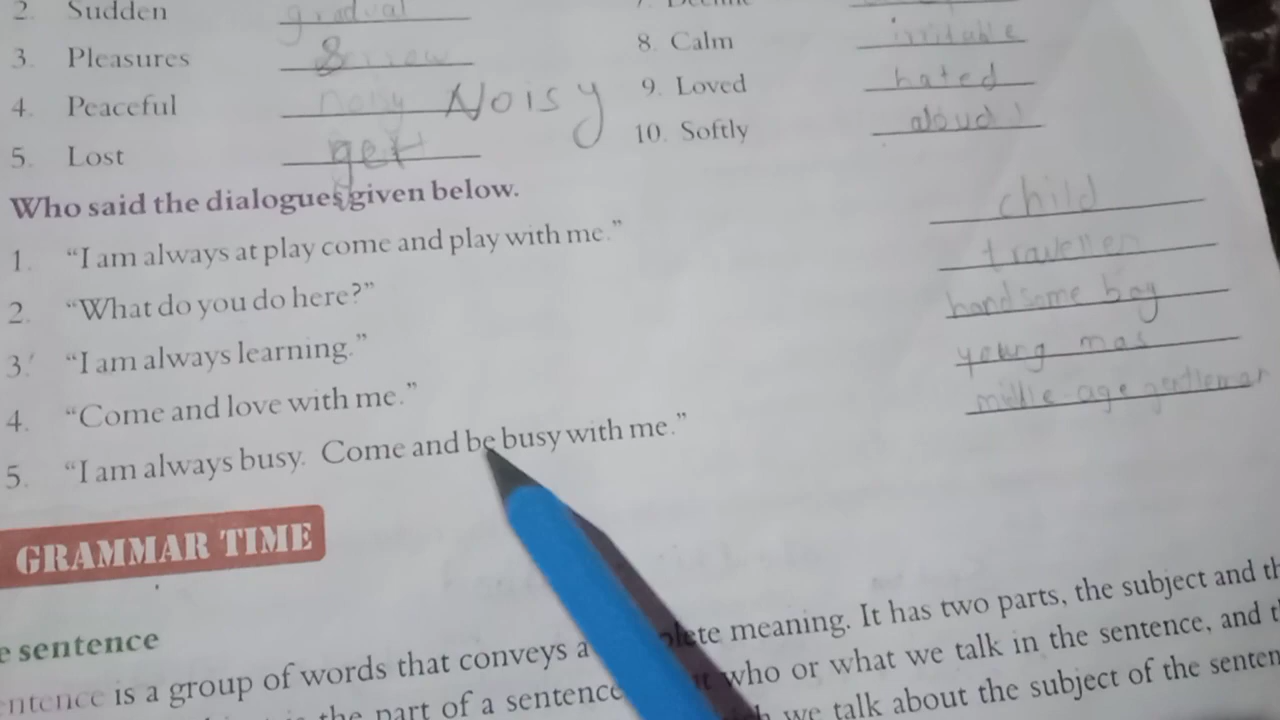 2. Sudden gradual
3. Pleasures
8. Calm irritable
4. Peaceful noisy Noisy
9. Loved hated
5. Lost get
10. Softly aloud
Who said the dialogues given below.
1. “I am always at play come and play with me.” child
2. “What do you do here?” traveller
3. “I am always learning.” handsome boy
4. “Come and love with me.” young man
5. “I am always busy. Come and be busy with me.” middle age gentleman
GRAMMAR TIME
sentence
is a group of words that conveys a meaning. It has two parts, the subject and
the part of a sentence who or what we talk in the sentence, and
we talk about the subject of the